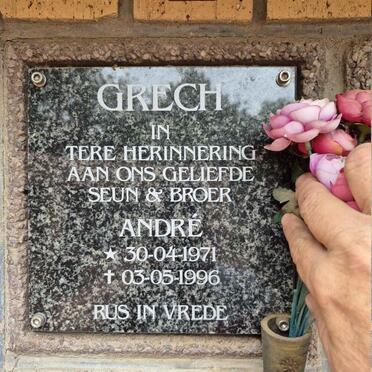 GRECH
IN
TERE HERINNERING
AAN ONS GELIEFDE
SEUN & BROER
ANDRÉ
★ 30-04-1971
✝ 03-05-1996
RUS IN VREDE